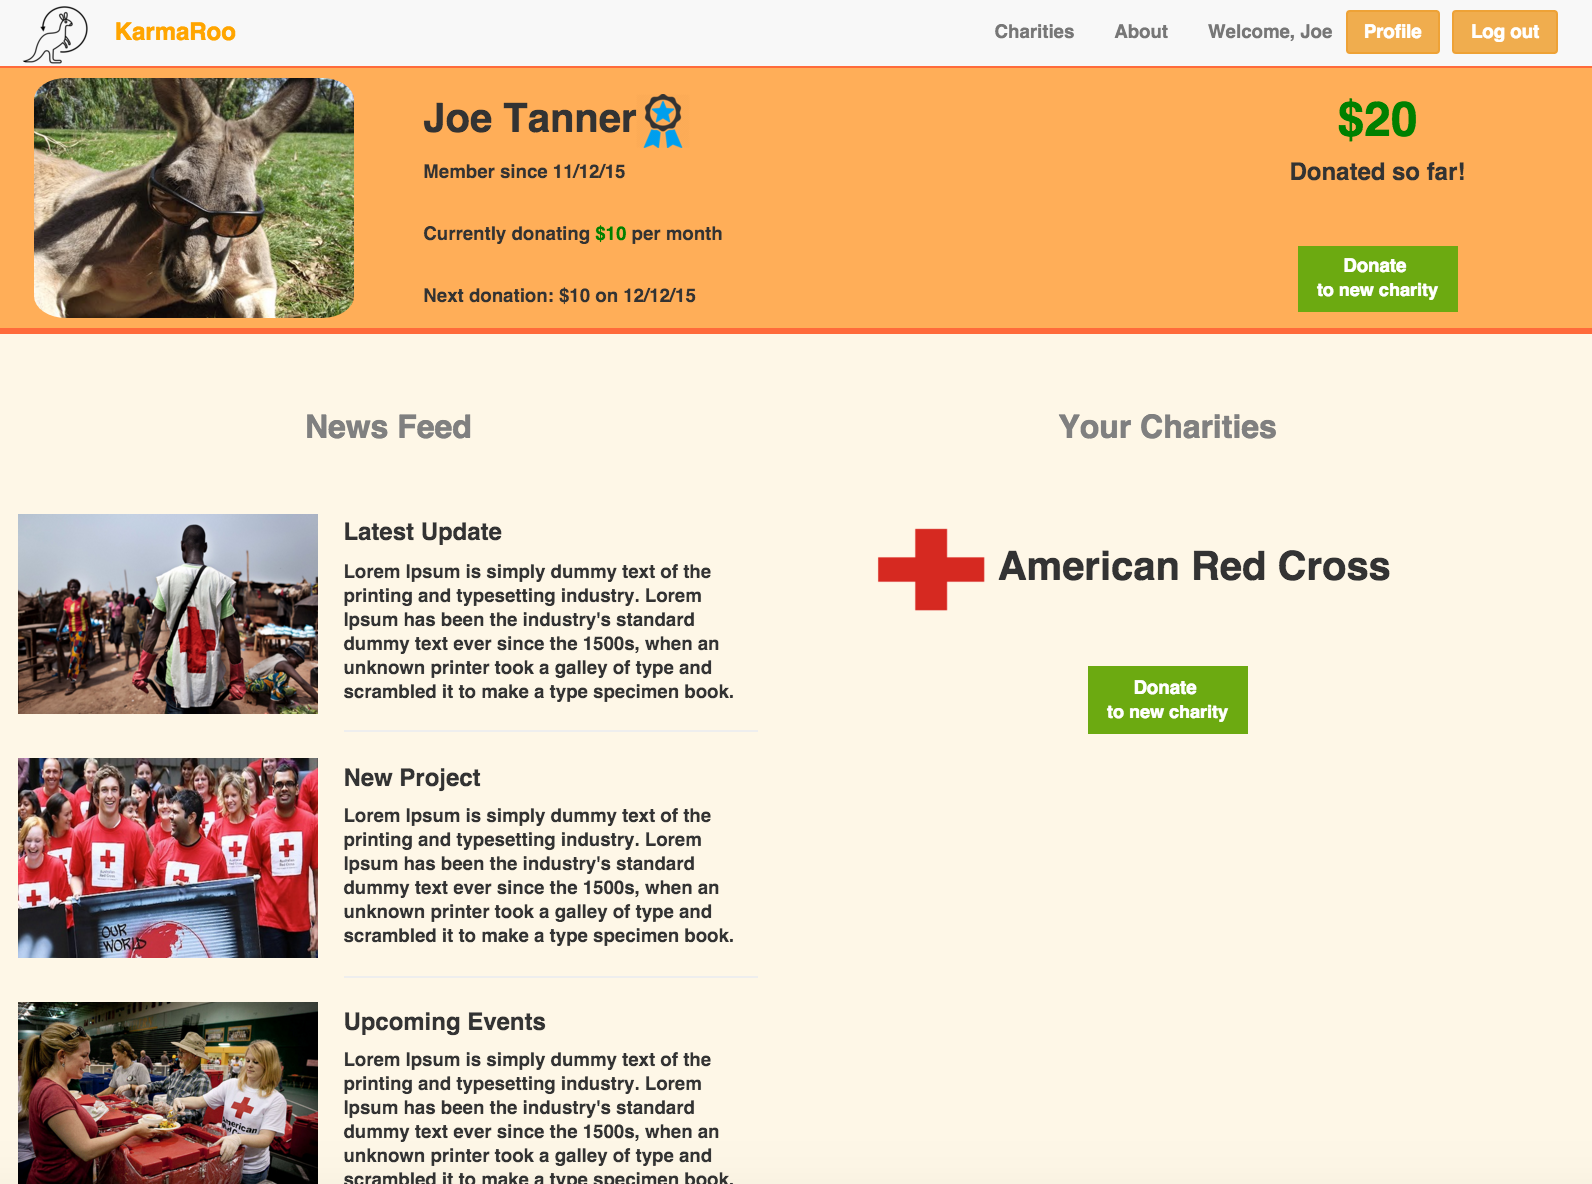 KarmaRoo
Charities About Welcome, Joe Profile Log out
Joe Tanner
Member since 11/12/15
Currently donating $10 per month
Next donation: $10 on 12/12/15
$20
Donated so far!
Donate
to new charity
News Feed
Latest Update
Lorem Ipsum is simply dummy text of the
printing and typesetting industry. Lorem
Ipsum has been the industry's standard
dummy text ever since the 1500s, when an
unknown printer took a galley of type and
scrambled it to make a type specimen book.
OUR
WORLD
New Project
Lorem Ipsum is simply dummy text of the
printing and typesetting industry. Lorem
Ipsum has been the industry's standard
dummy text ever since the 1500s, when an
unknown printer took a galley of type and
scrambled it to make a type specimen book.
American
Upcoming Events
Lorem Ipsum is simply dummy text of the
printing and typesetting industry. Lorem
Ipsum has been the industry's standard
dummy text ever since the 1500s, when an
unknown printer took a galley of type and
scrambled it to make a type specimen book.
Your Charities
American Red Cross
Donate
to new charity